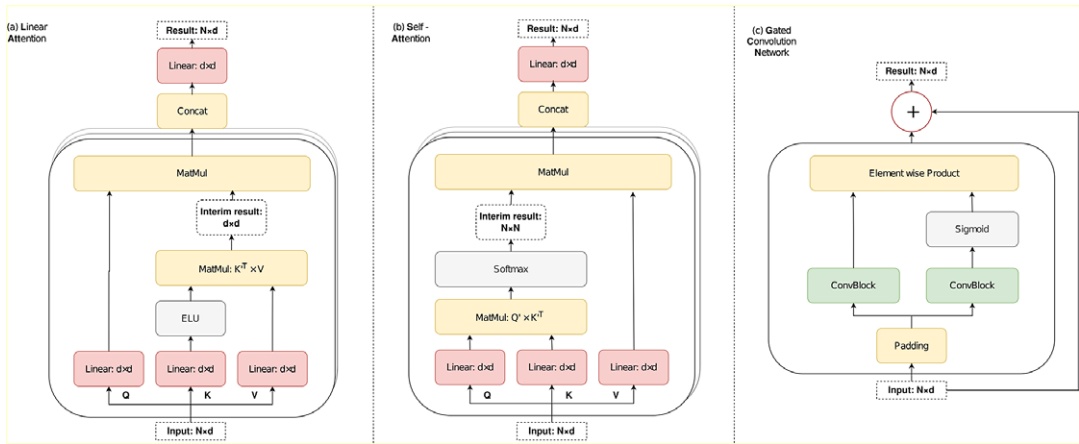 (a) Linear
Attention
Result: N×d
Linear: d×d
Concat
MatMul
Interim result:
d×d
MatMul: K'ᵀ × V
ELU
Linear: d×d
Linear: d×d
Linear: d×d
Q
K
V
Input: N×d
(b) Self -
Attention
Result: N×d
Linear: d×d
Concat
MatMul
Interim result:
N×N
Softmax
MatMul: Q' × K'ᵀ
Linear: d×d
Linear: d×d
Linear: d×d
Q
K
V
Input: N×d
(c) Gated
Convolution
Network
Result: N×d
+
Element wise Product
Sigmoid
ConvBlock
ConvBlock
Padding
Input: N×d